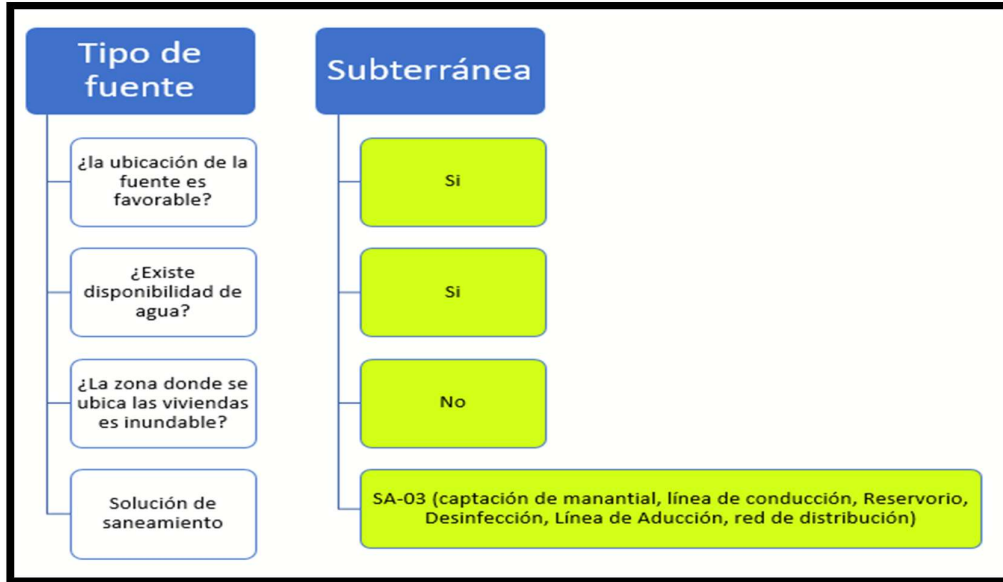 Tipo de
fuente
Subterránea
¿la ubicación de la
fuente es
favorable?
Si
¿Existe
disponibilidad de
agua?
Si
¿La zona donde se
ubica las viviendas
es inundable?
No
Solución de
saneamiento
SA-03 (captación de manantial, línea de conducción, Reservorio,
Desinfección, Línea de Aducción, red de distribución)